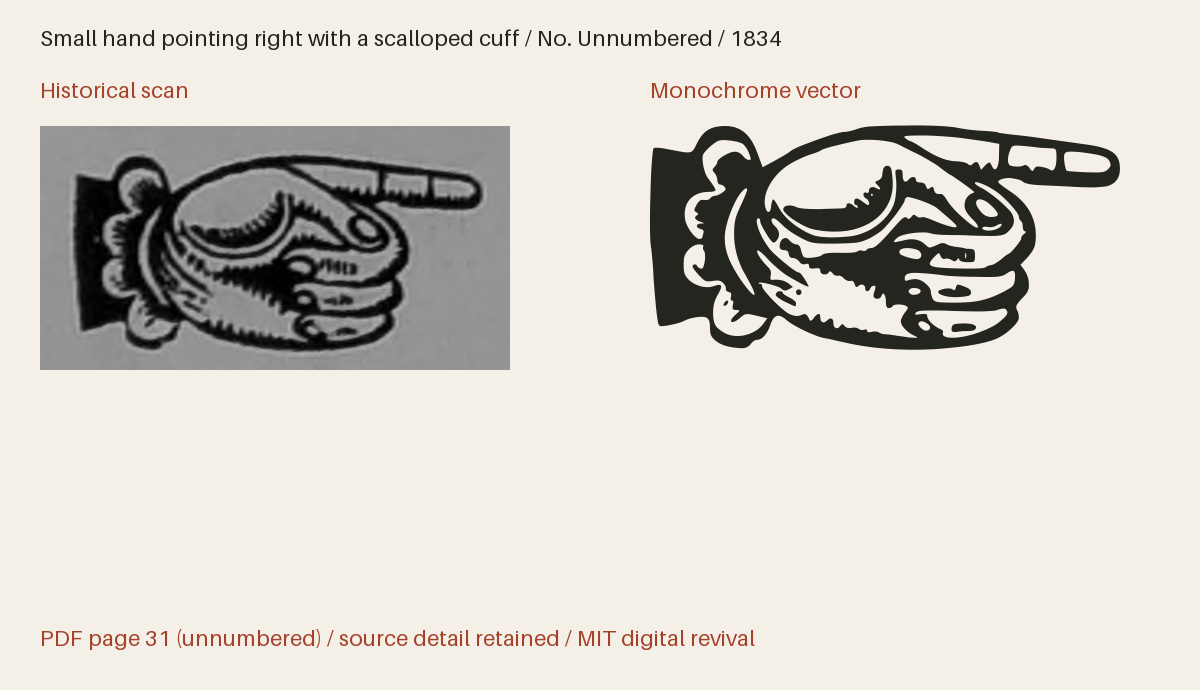 Small hand pointing right with a scalloped cuff / No. Unnumbered / 1834
Historical scan
Monochrome vector
PDF page 31 (unnumbered) / source detail retained / MIT digital revival